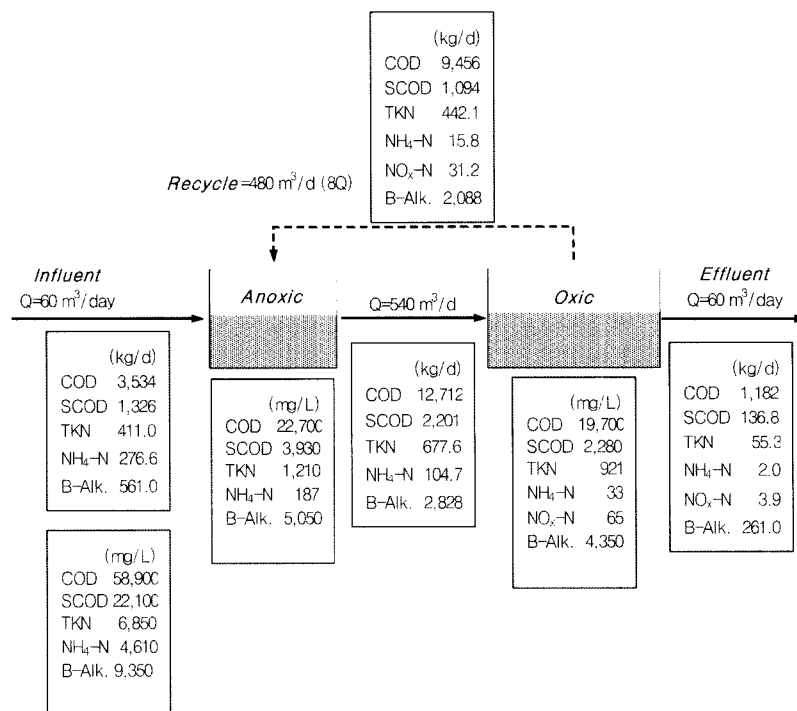 (kg/d)
COD 9,456
SCOD 1,094
TKN 442.1
NH₄-N 15.8
NOₓ-N 31.2
B-Alk. 2,088
Recycle=480 m³/d (8Q)
Influent
Q=60 m³/day
Anoxic
Q=540 m³/d
Oxic
Effluent
Q=60 m³/day
(kg/d)
COD 3,534
SCOD 1,326
TKN 411.0
NH₄-N 276.6
B-Alk. 561.0
(mg/L)
COD 58,900
SCOD 22,100
TKN 6,850
NH₄-N 4,610
B-Alk. 9,350
(mg/L)
COD 22,700
SCOD 3,930
TKN 1,210
NH₄-N 187
B-Alk. 5,050
(kg/d)
COD 12,712
SCOD 2,201
TKN 677.6
NH₄-N 104.7
B-Alk. 2,828
(mg/L)
COD 19,700
SCOD 2,280
TKN 921
NH₄-N 33
NOₓ-N 65
B-Alk. 4,350
(kg/d)
COD 1,182
SCOD 136.8
TKN 55.3
NH₄-N 2.0
NOₓ-N 3.9
B-Alk. 261.0